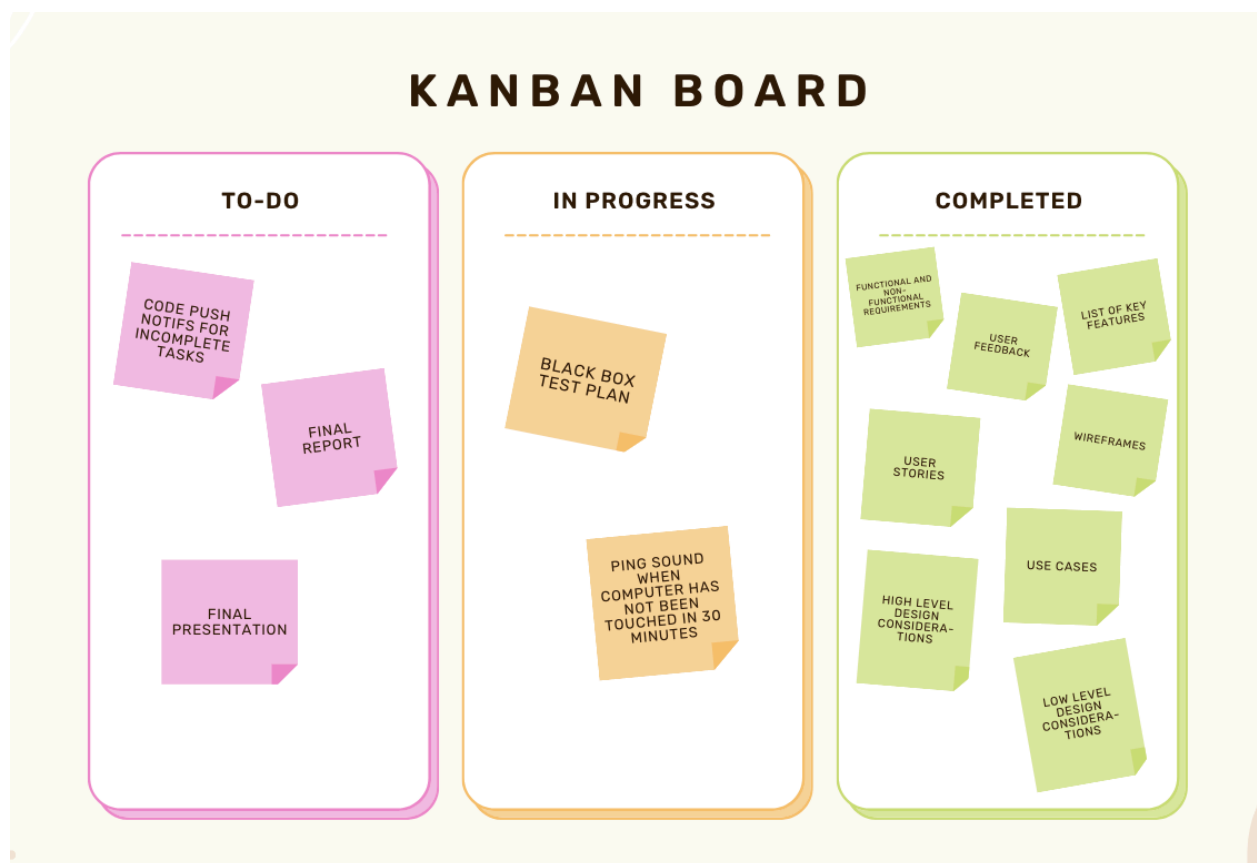 KANBAN BOARD
TO-DO
CODE PUSH
NOTIFS FOR
INCOMPLETE
TASKS
FINAL
REPORT
FINAL
PRESENTATION
IN PROGRESS
BLACK BOX
TEST PLAN
PING SOUND
WHEN
COMPUTER HAS
NOT BEEN
TOUCHED IN 30
MINUTES
COMPLETED
FUNCTIONAL AND
NON-
FUNCTIONAL
REQUIREMENTS
USER
FEEDBACK
LIST OF KEY
FEATURES
USER
STORIES
WIREFRAMES
HIGH LEVEL
DESIGN
CONSIDERA-
TIONS
USE CASES
LOW LEVEL
DESIGN
CONSIDERA-
TIONS